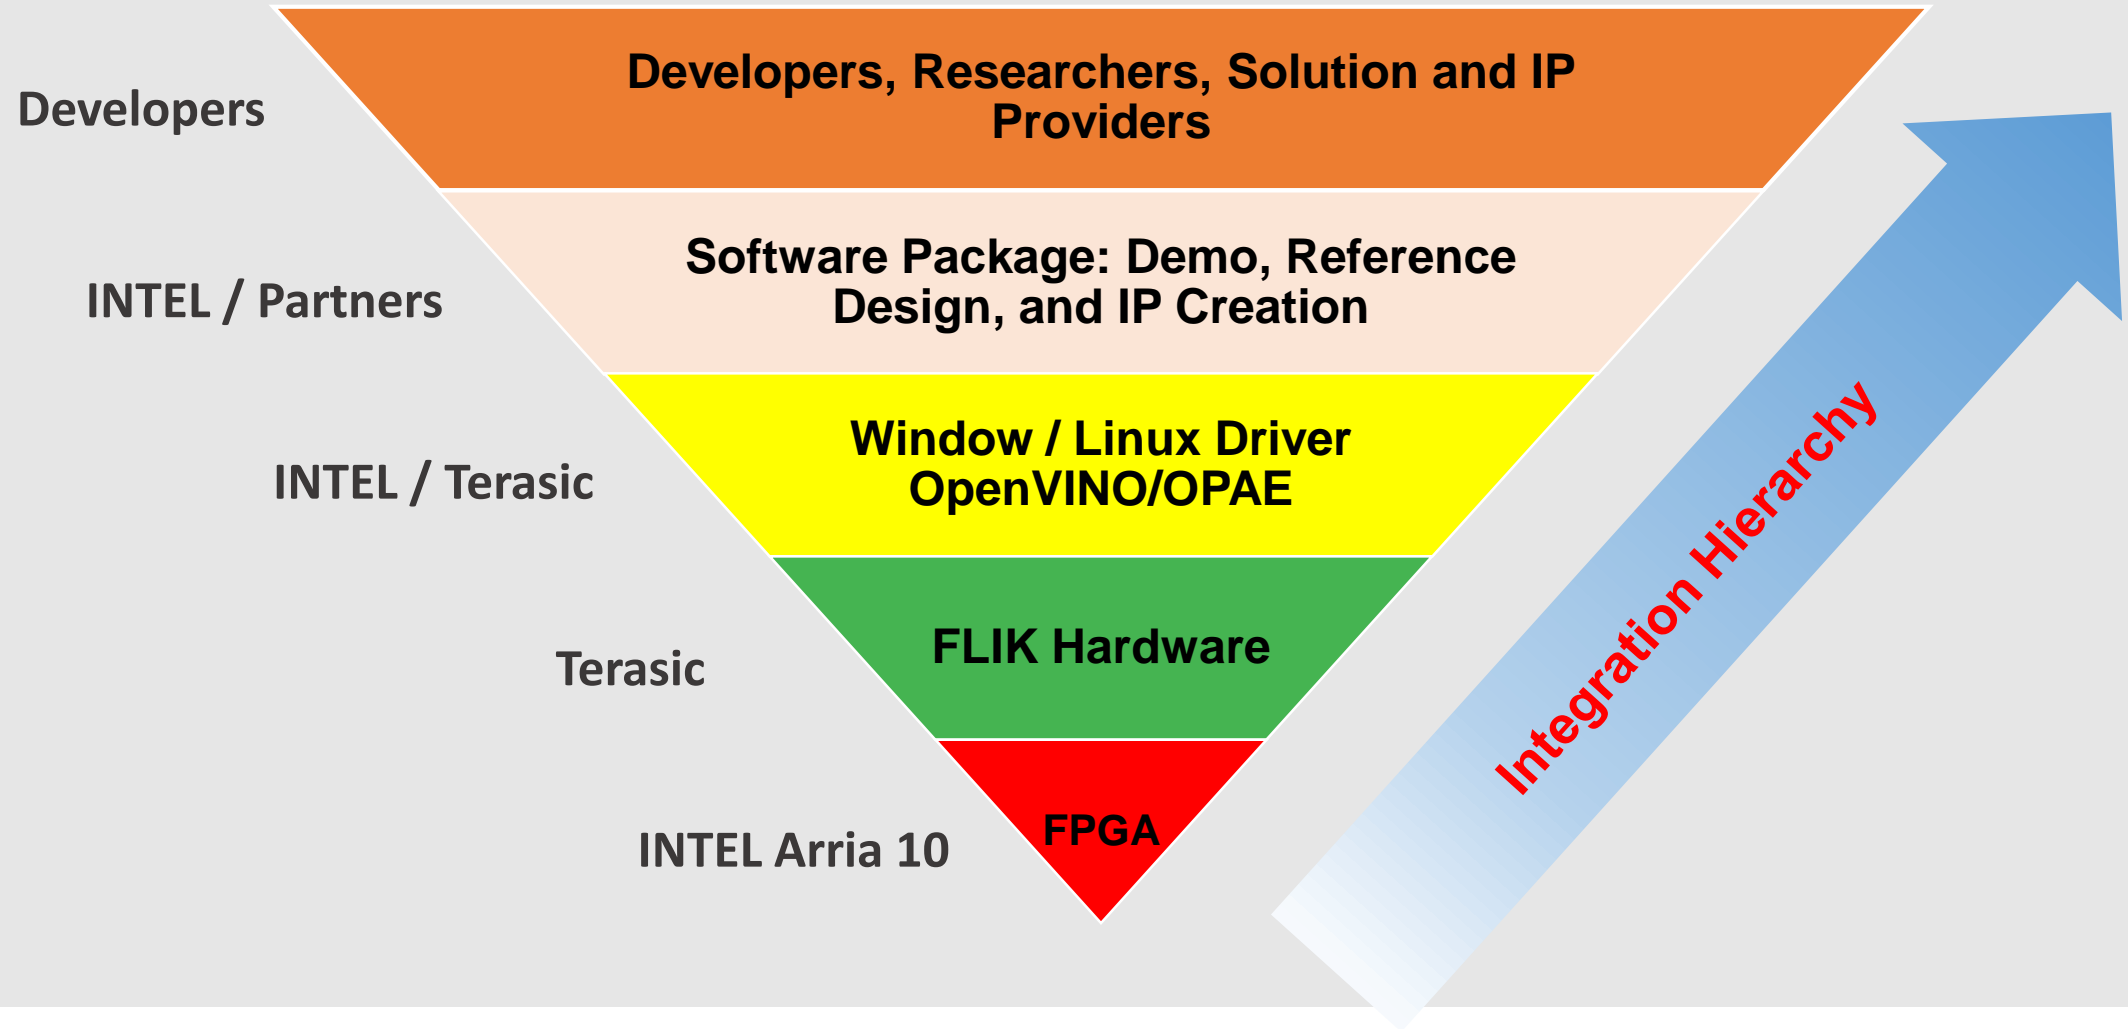 Developers
Developers, Researchers, Solution and IP
Providers
INTEL / Partners
Software Package: Demo, Reference
Design, and IP Creation
INTEL / Terasic
Window / Linux Driver
OpenVINO/OPAE
Terasic
FLIK Hardware
INTEL Arria 10
FPGA
Integration Hierarchy